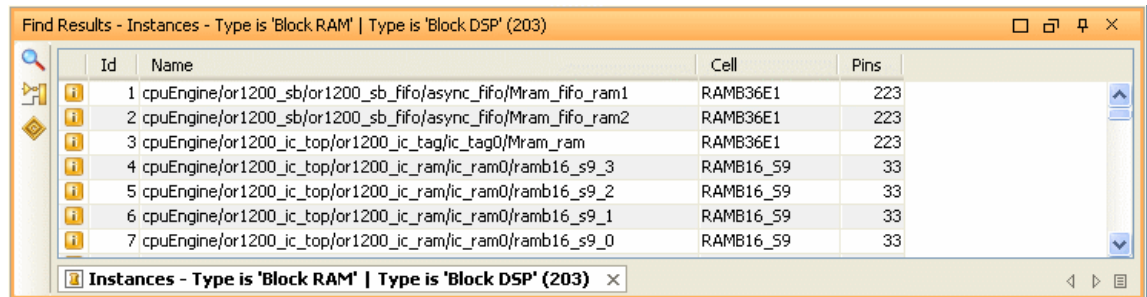 Find Results - Instances - Type is 'Block RAM' | Type is 'Block DSP' (203)
Id Name Cell Pins
1 cpuEngine/or1200_sb/or1200_sb_fifo/async_fifo/Mram_fifo_ram1 RAMB36E1 223
2 cpuEngine/or1200_sb/or1200_sb_fifo/async_fifo/Mram_fifo_ram2 RAMB36E1 223
3 cpuEngine/or1200_ic_top/or1200_ic_tag/ic_tag0/Mram_ram RAMB36E1 223
4 cpuEngine/or1200_ic_top/or1200_ic_ram/ic_ram0/ramb16_s9_3 RAMB16_S9 33
5 cpuEngine/or1200_ic_top/or1200_ic_ram/ic_ram0/ramb16_s9_2 RAMB16_S9 33
6 cpuEngine/or1200_ic_top/or1200_ic_ram/ic_ram0/ramb16_s9_1 RAMB16_S9 33
7 cpuEngine/or1200_ic_top/or1200_ic_ram/ic_ram0/ramb16_s9_0 RAMB16_S9 33
Instances - Type is 'Block RAM' | Type is 'Block DSP' (203)